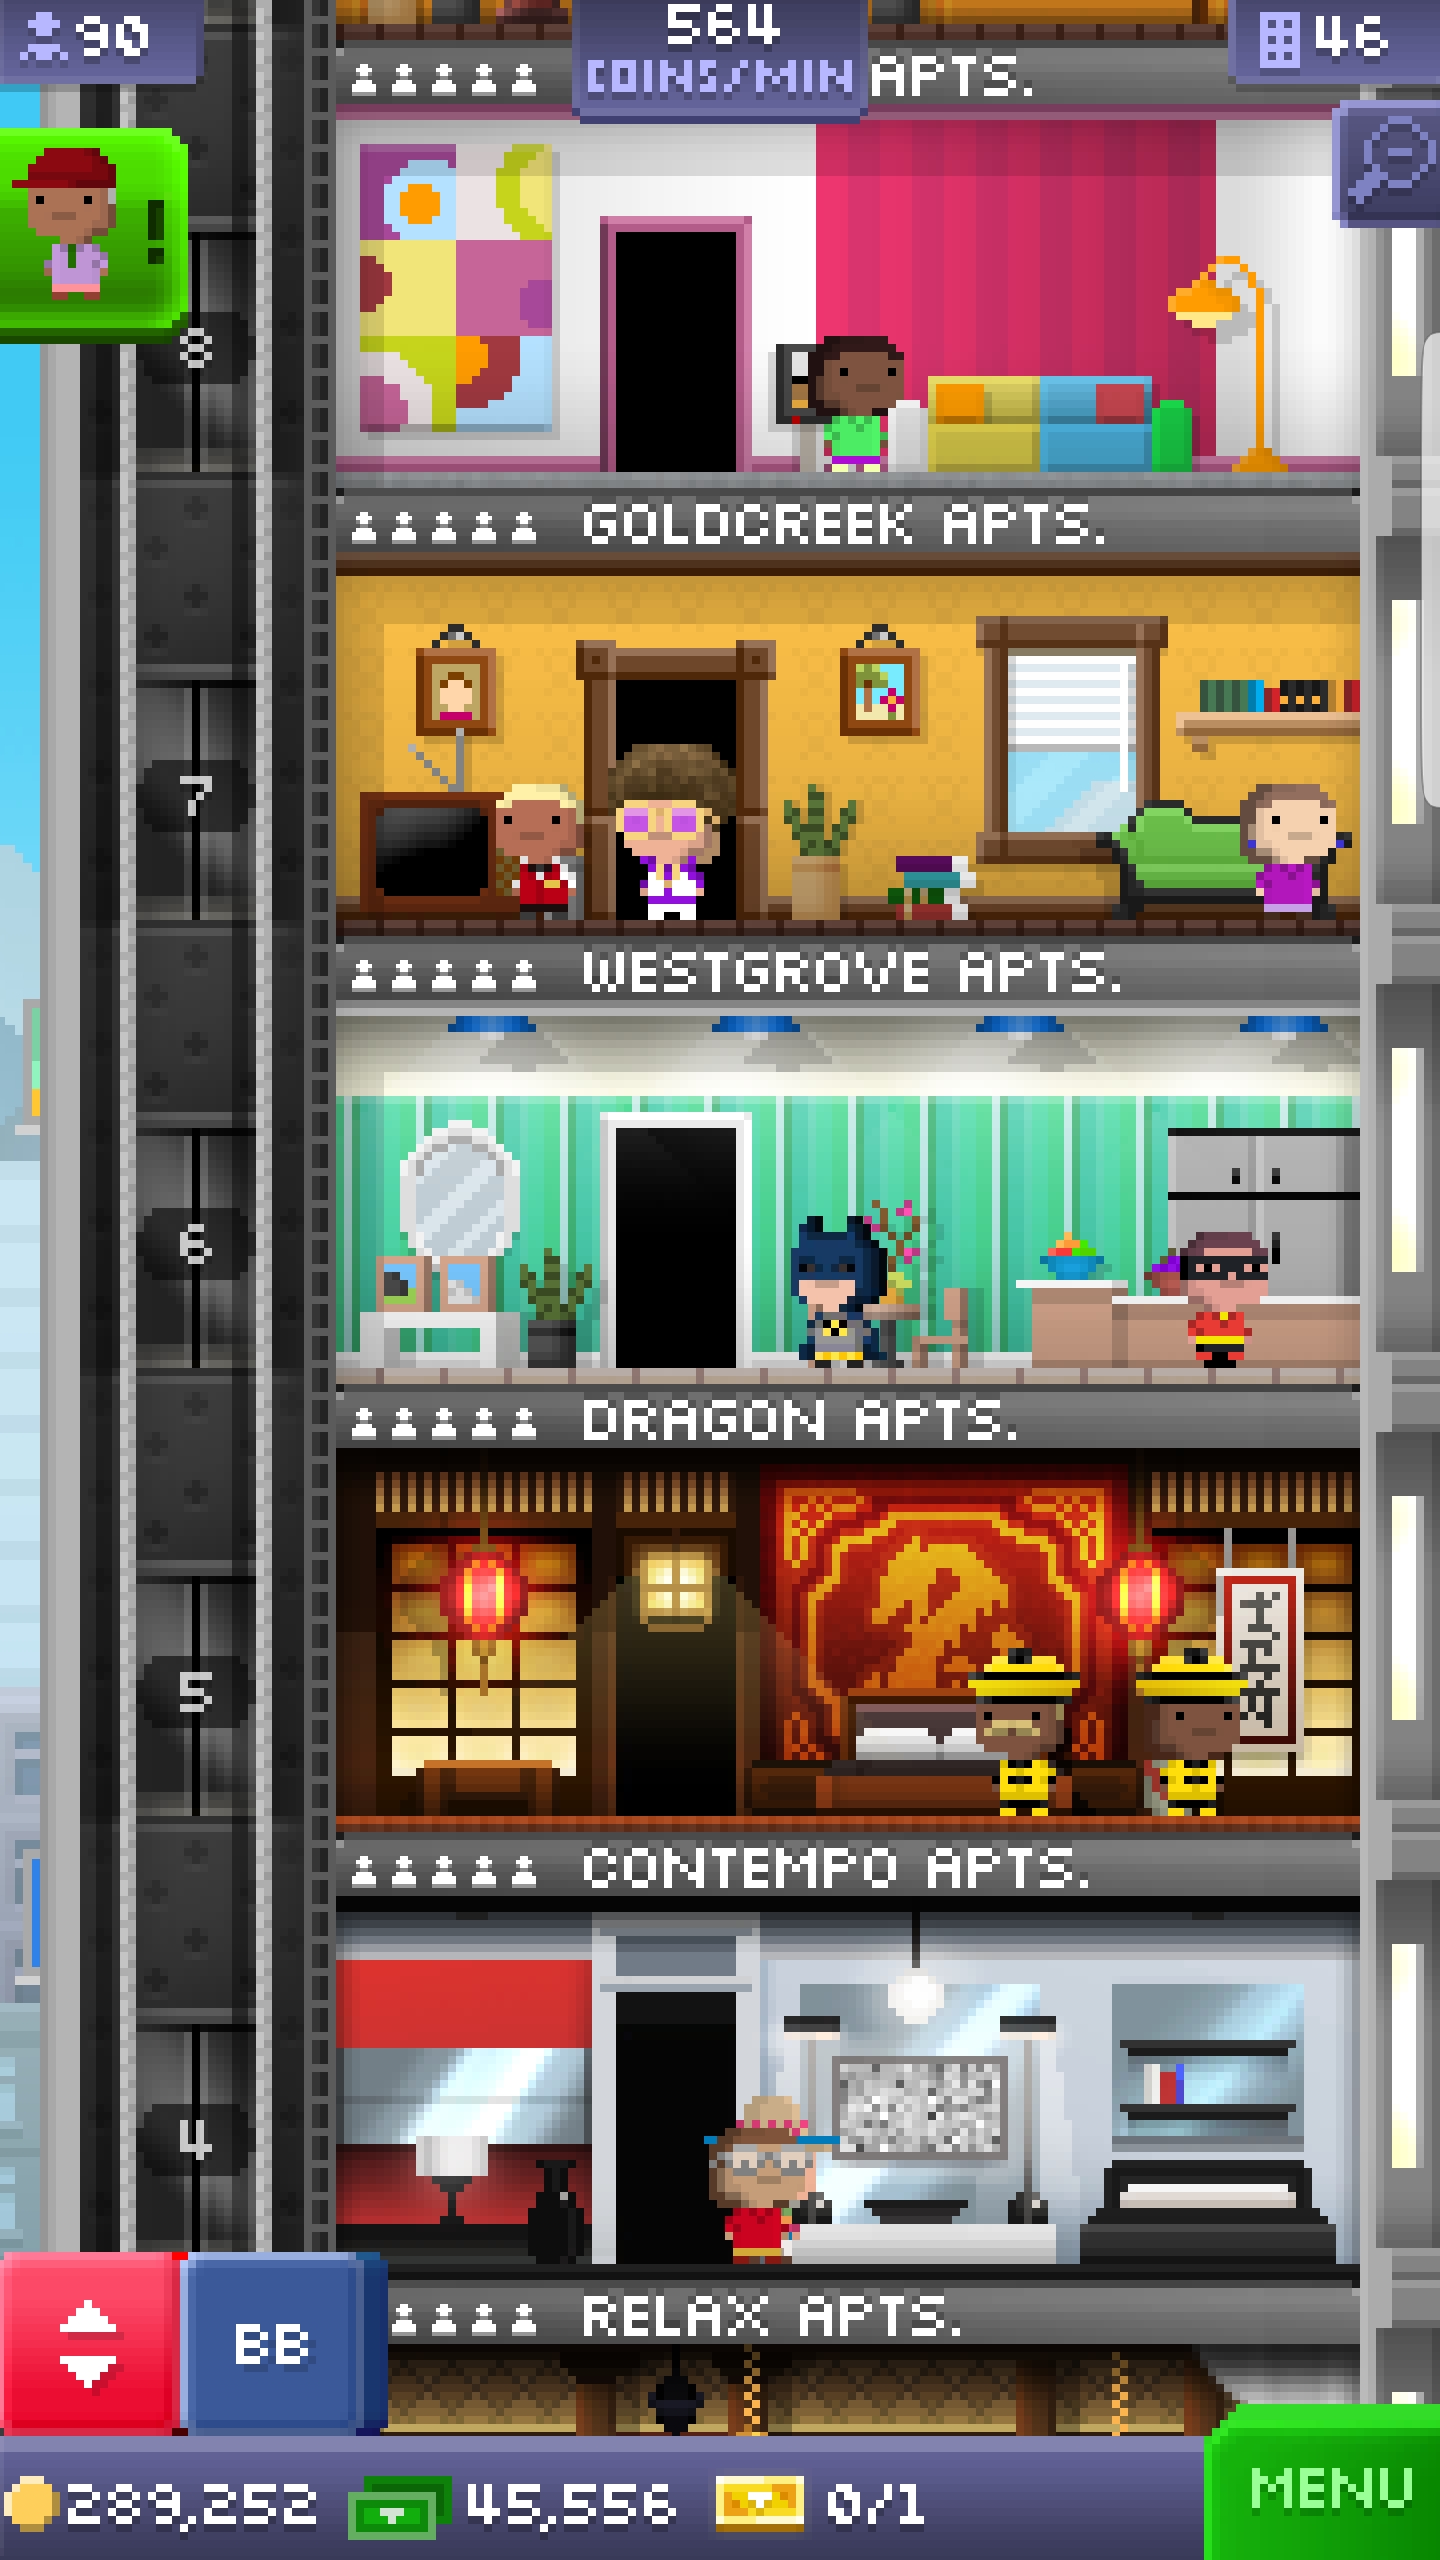 90
564
COINS/MIN
46
APTS.
!
8
GOLDCREEK APTS.
7
WESTGROVE APTS.
6
DRAGON APTS.
5
CONTEMPO APTS.
4
RELAX APTS.
BB
289,252
45,556
0/1
MENU